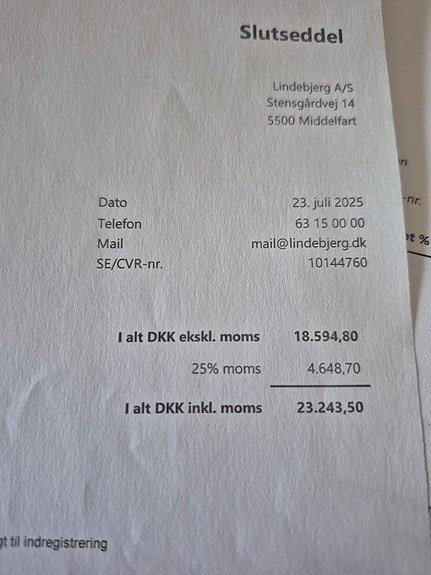 Slutseddel
Lindebjerg A/S
Stensgårdvej 14
5500 Middelfart
Dato 23. juli 2025
Telefon 63 15 00 00
Mail mail@lindebjerg.dk
SE/CVR-nr. 10144760
I alt DKK ekskl. moms 18.594,80
25% moms 4.648,70
I alt DKK inkl. moms 23.243,50
til indregistrering
-nr.
%